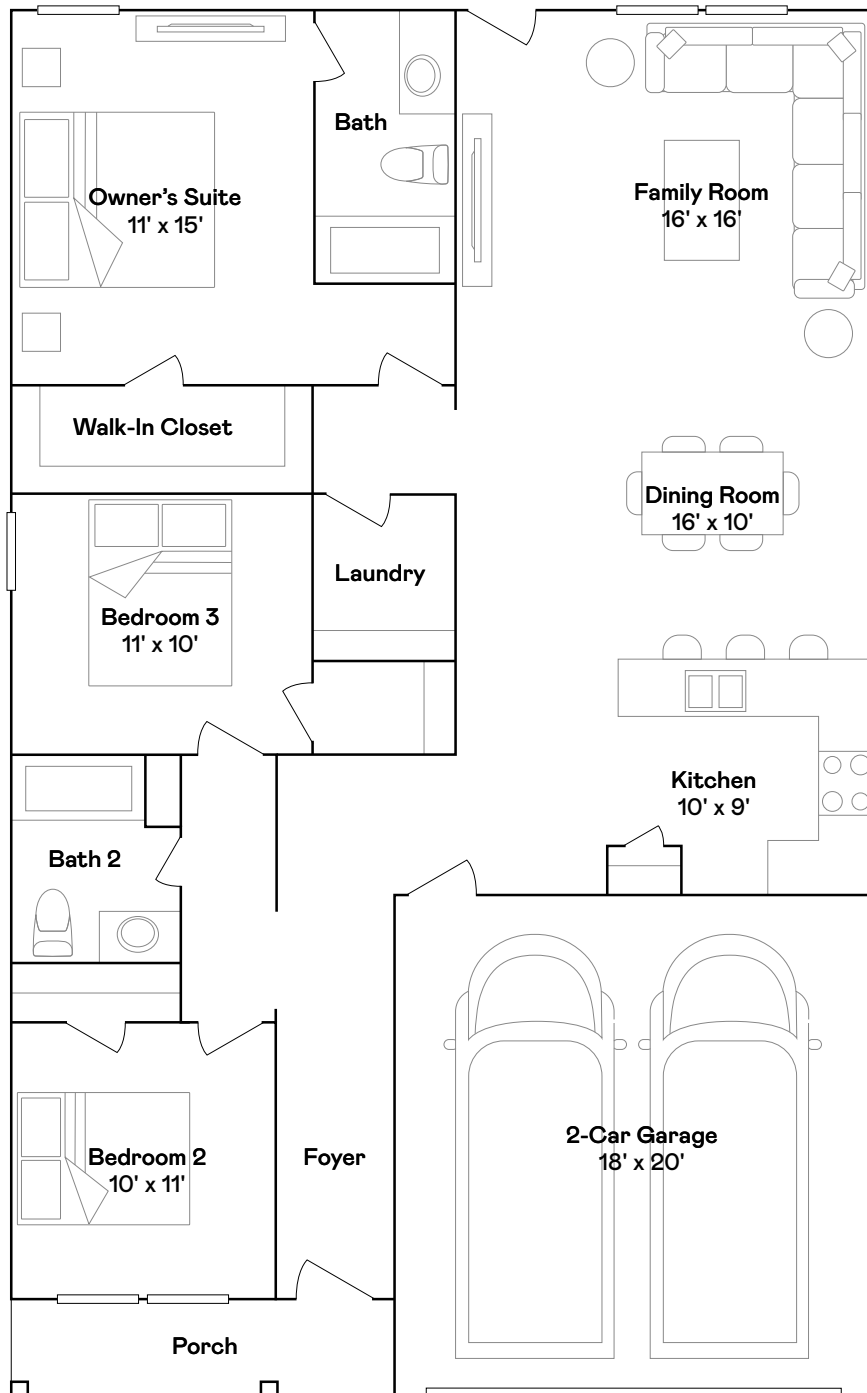 Bath
Owner's Suite
11' x 15'
Family Room
16' x 16'
Walk-In Closet
Dining Room
16' x 10'
Laundry
Bedroom 3
11' x 10'
Kitchen
10' x 9'
Bath 2
2-Car Garage
18' x 20'
Bedroom 2
10' x 11'
Foyer
Porch